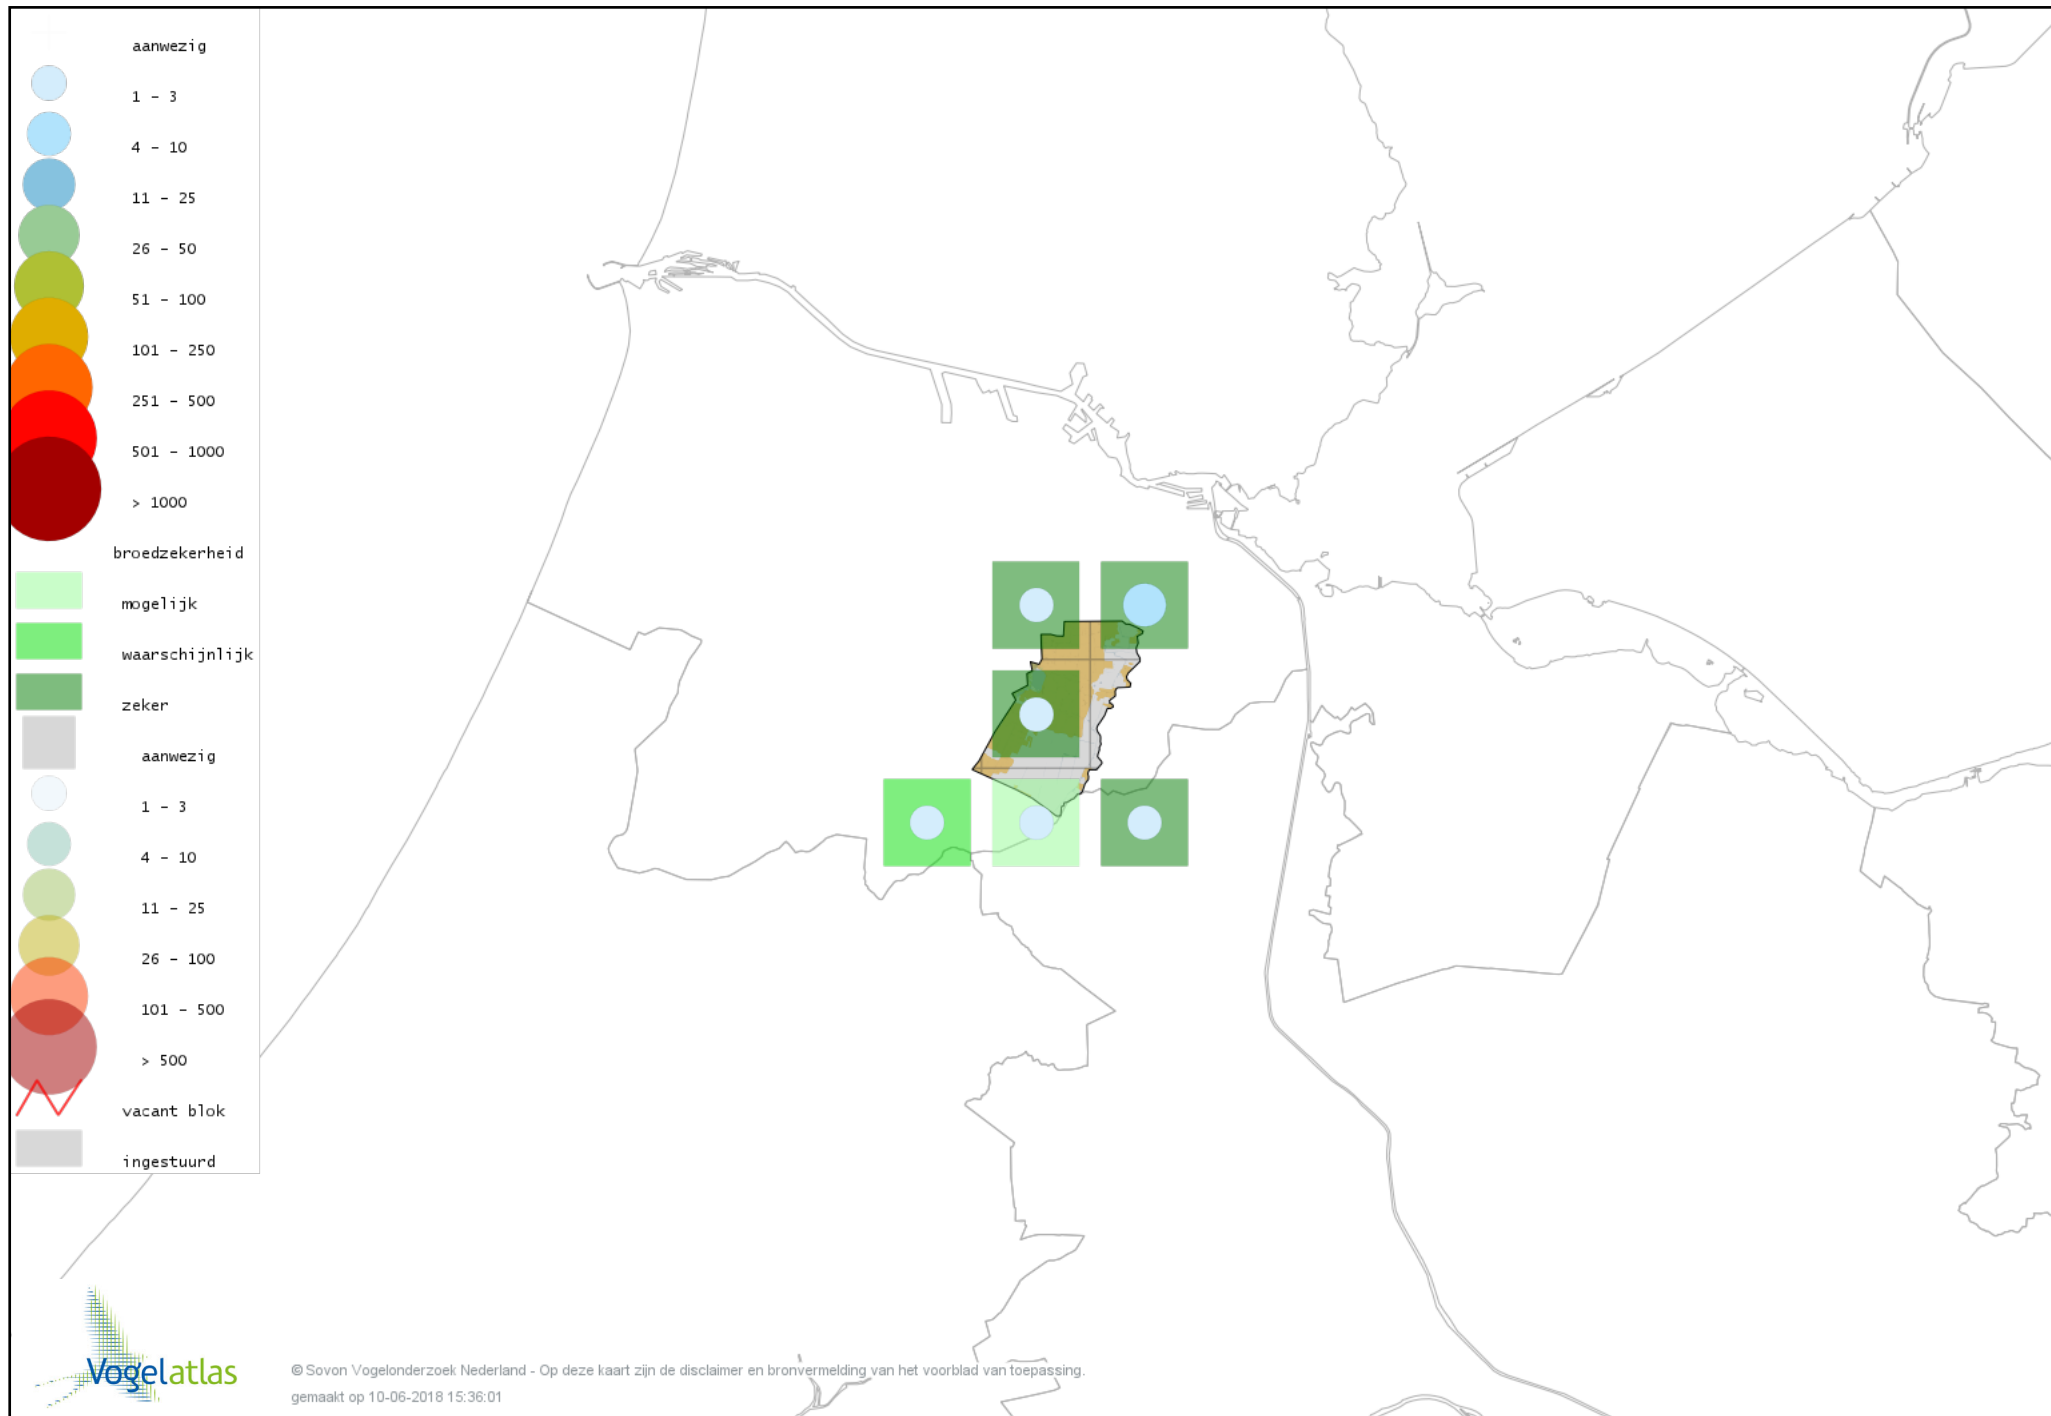 aanwezig
1 - 3
4 - 10
11 - 25
26 - 50
51 - 100
101 - 250
251 - 500
501 - 1000
> 1000
broedzekerheid
mogelijk
waarschijnlijk
zeker
aanwezig
1 - 3
4 - 10
11 - 25
26 - 100
101 - 500
> 500
vacant blok
ingestuurd
Vogelatlas
© Sovon Vogelonderzoek Nederland - Op deze kaart zijn de disclaimer en bronvermelding van het voorblad van toepassing.
gemaakt op 10-06-2018 15:36:01